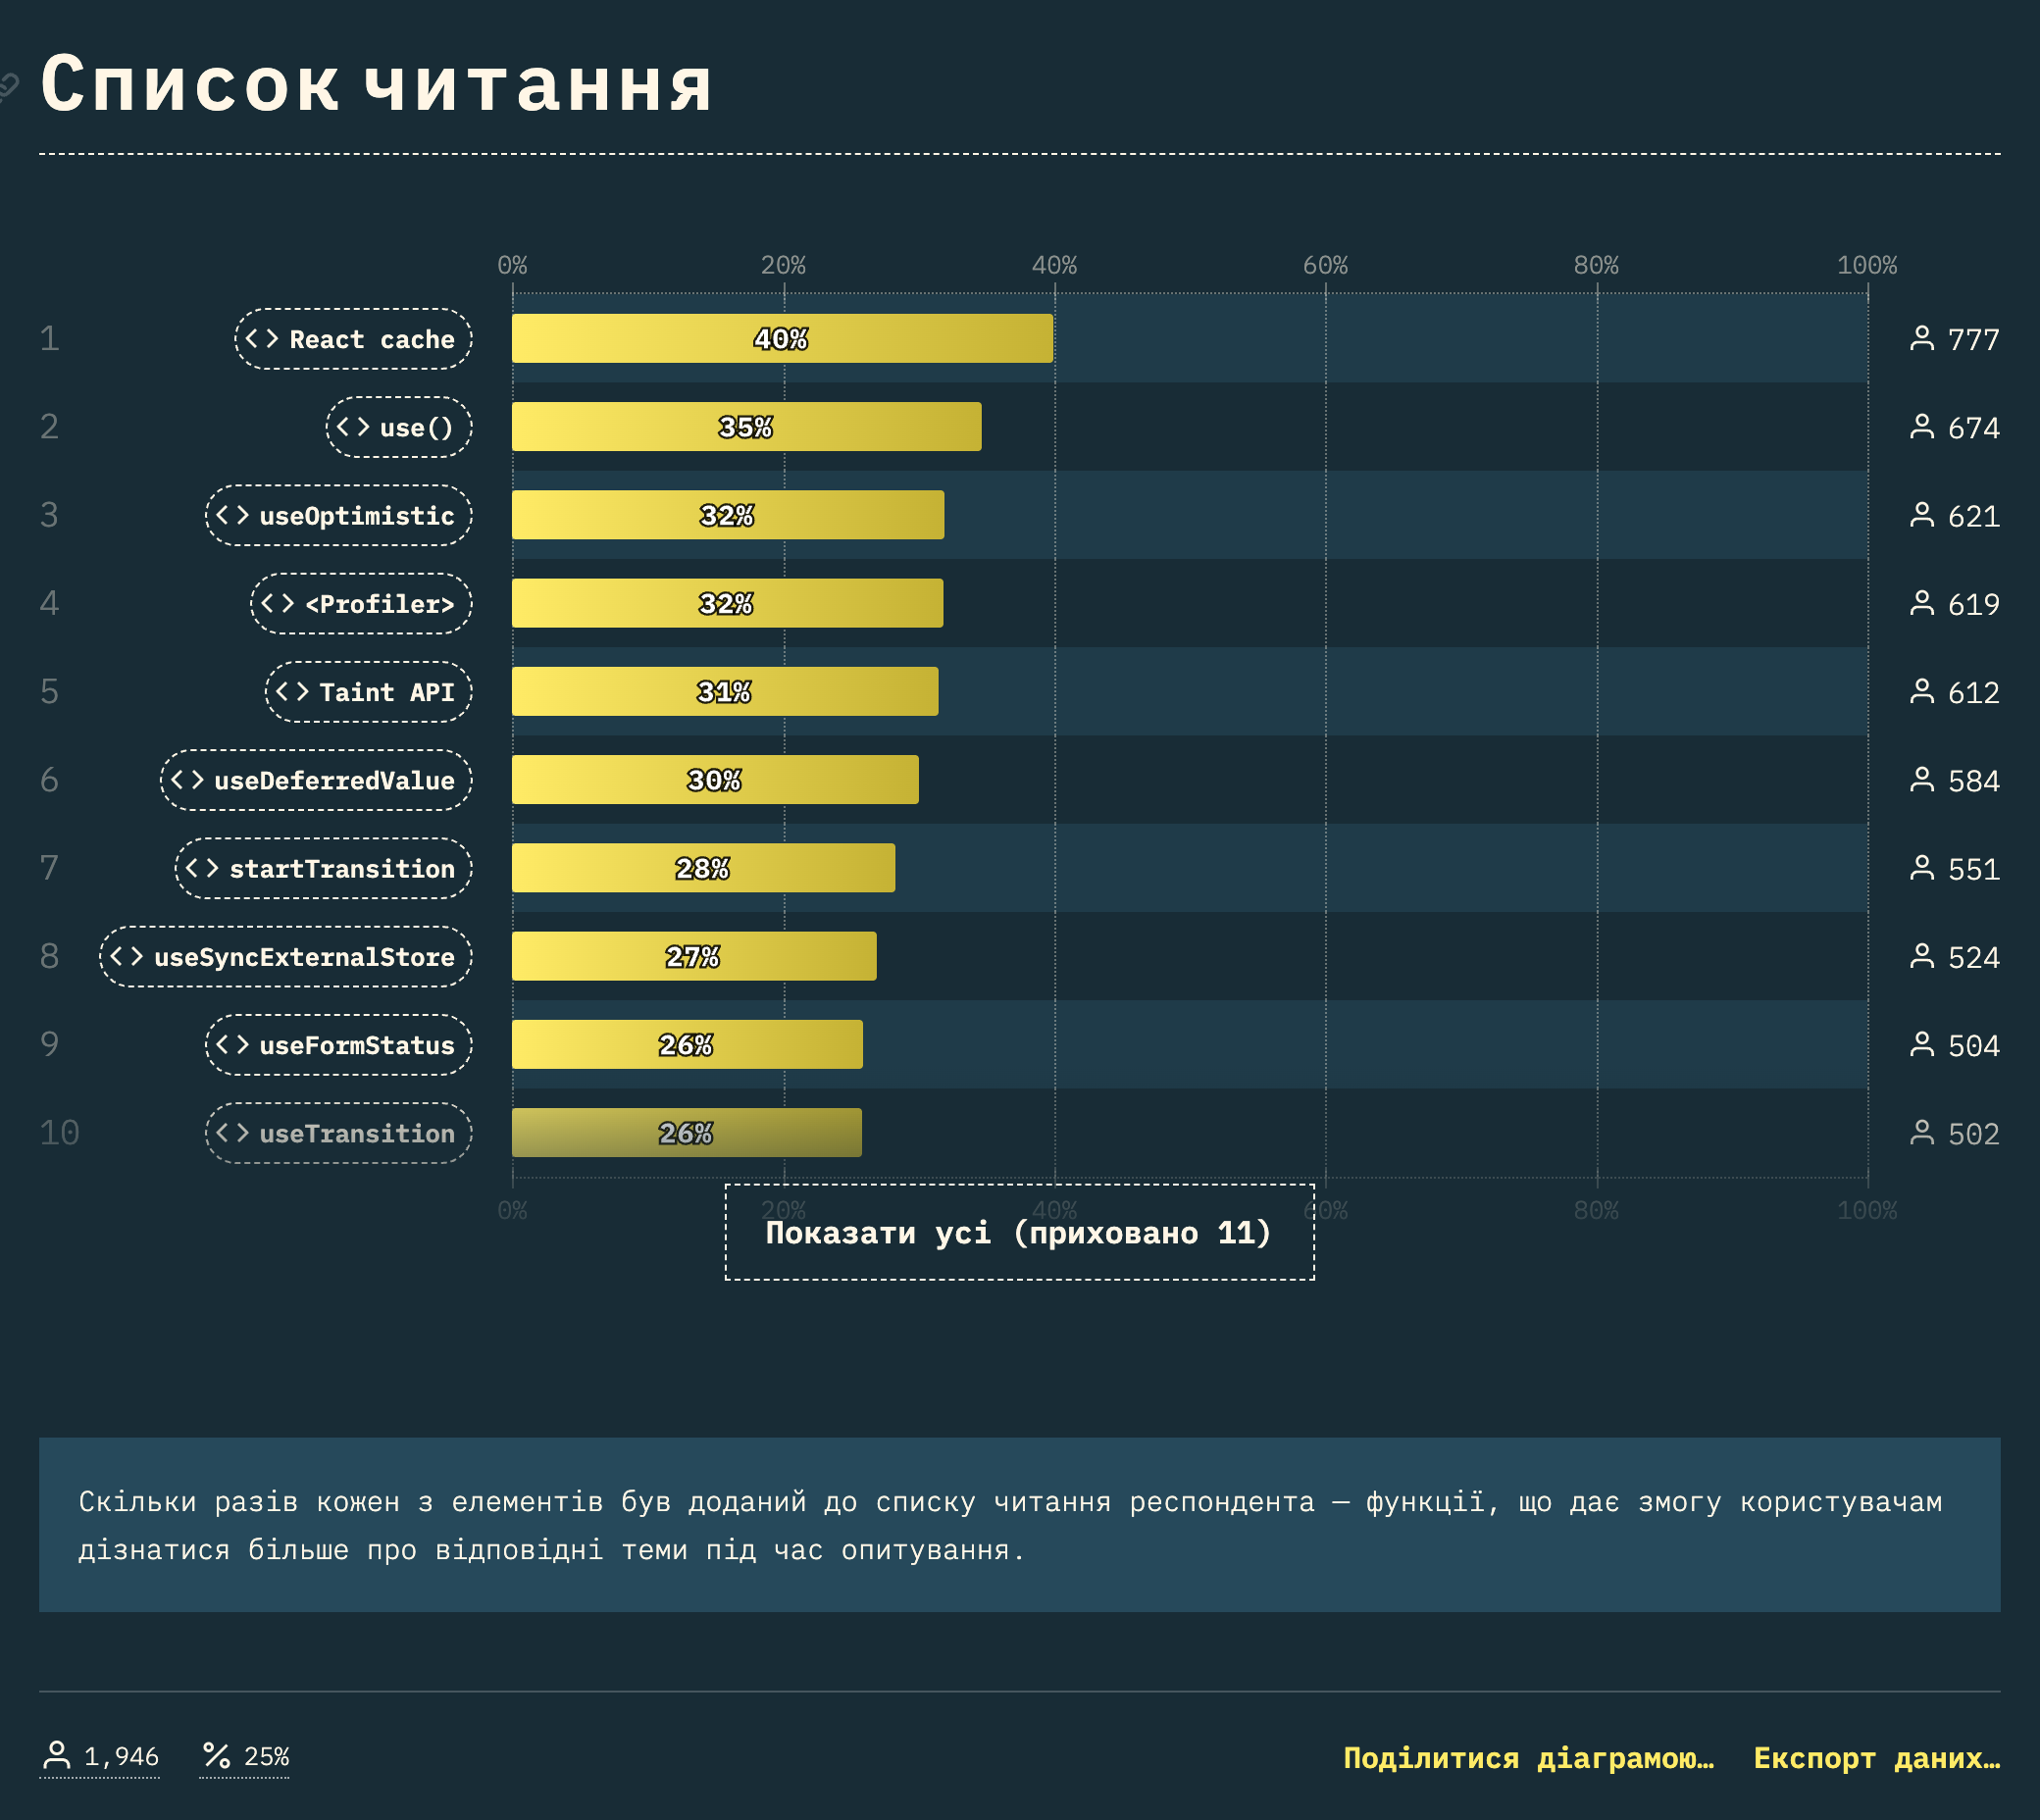 Список читання
0% 20% 40% 60% 80% 100%
1 <> React cache 40% 777
2 <> use() 35% 674
3 <> useOptimistic 32% 621
4 <> <Profiler> 32% 619
5 <> Taint API 31% 612
6 <> useDeferredValue 30% 584
7 <> startTransition 28% 551
8 <> useSyncExternalStore 27% 524
9 <> useFormStatus 26% 504
10 <> useTransition 26% 502
0% 20% 40% 60% 80% 100%
Показати усі (приховано 11)
Скільки разів кожен з елементів був доданий до списку читання респондента — функції, що дає змогу користувачам
дізнатися більше про відповідні теми під час опитування.
1,946 % 25% Поділитися діаграмою… Експорт даних…